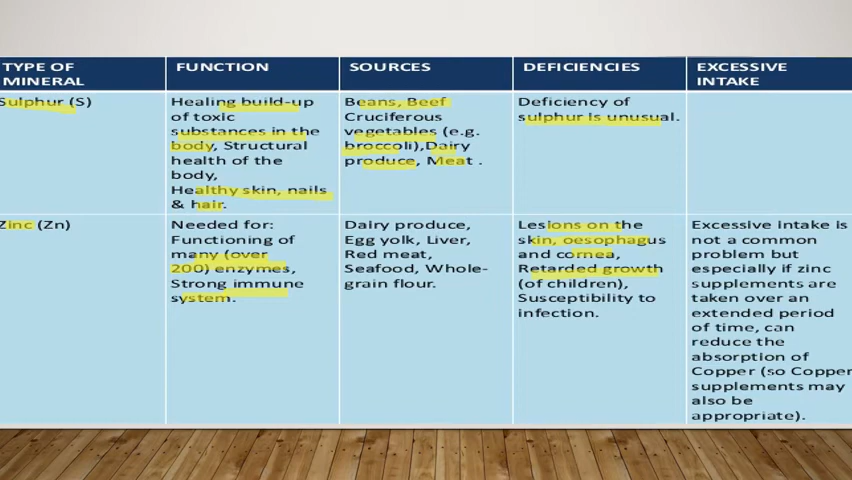 TYPE OF
MINERAL
FUNCTION
SOURCES
DEFICIENCIES
EXCESSIVE
INTAKE
Sulphur (S)
Healing build-up
of toxic
substances in the
body, Structural
health of the
body,
Healthy skin, nails
& hair.
Beans, Beef
Cruciferous
vegetables (e.g.
broccoli),Dairy
produce, Meat .
Deficiency of
sulphur is unusual.
Zinc (Zn)
Needed for:
Functioning of
many (over
200) enzymes,
Strong immune
system.
Dairy produce,
Egg yolk, Liver,
Red meat,
Seafood, Whole-
grain flour.
Lesions on the
skin, oesophagus
and cornea,
Retarded growth
(of children),
Susceptibility to
infection.
Excessive intake is
not a common
problem but
especially if zinc
supplements are
taken over an
extended period
of time, can
reduce the
absorption of
Copper (so Copper
supplements may
also be
appropriate).